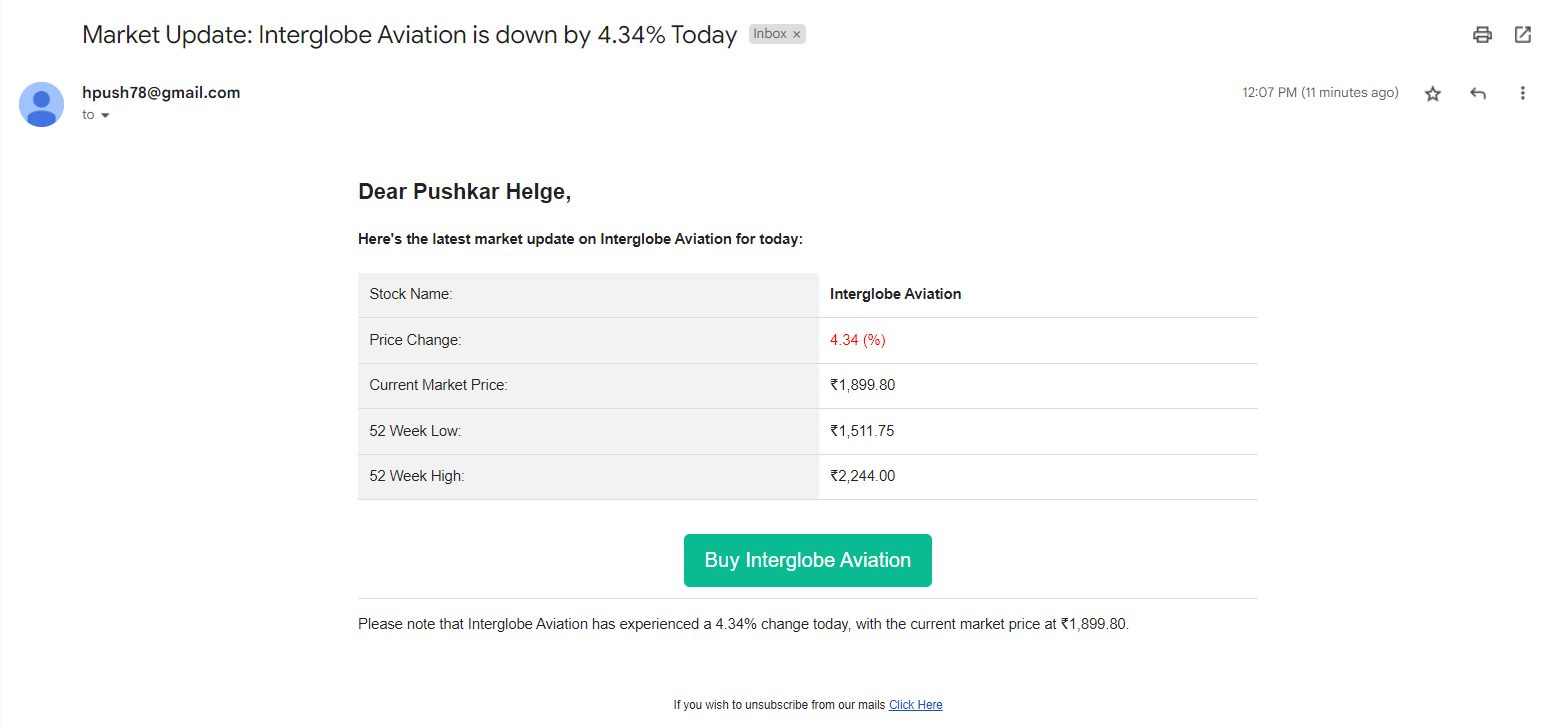 Market Update: Interglobe Aviation is down by 4.34% Today Inbox ×
hpush78@gmail.com 12:07 PM (11 minutes ago)
to
Dear Pushkar Helge,
Here's the latest market update on Interglobe Aviation for today:
Stock Name: Interglobe Aviation
Price Change: 4.34 (%)
Current Market Price: ₹1,899.80
52 Week Low: ₹1,511.75
52 Week High: ₹2,244.00
Buy Interglobe Aviation
Please note that Interglobe Aviation has experienced a 4.34% change today, with the current market price at ₹1,899.80.
If you wish to unsubscribe from our mails Click Here